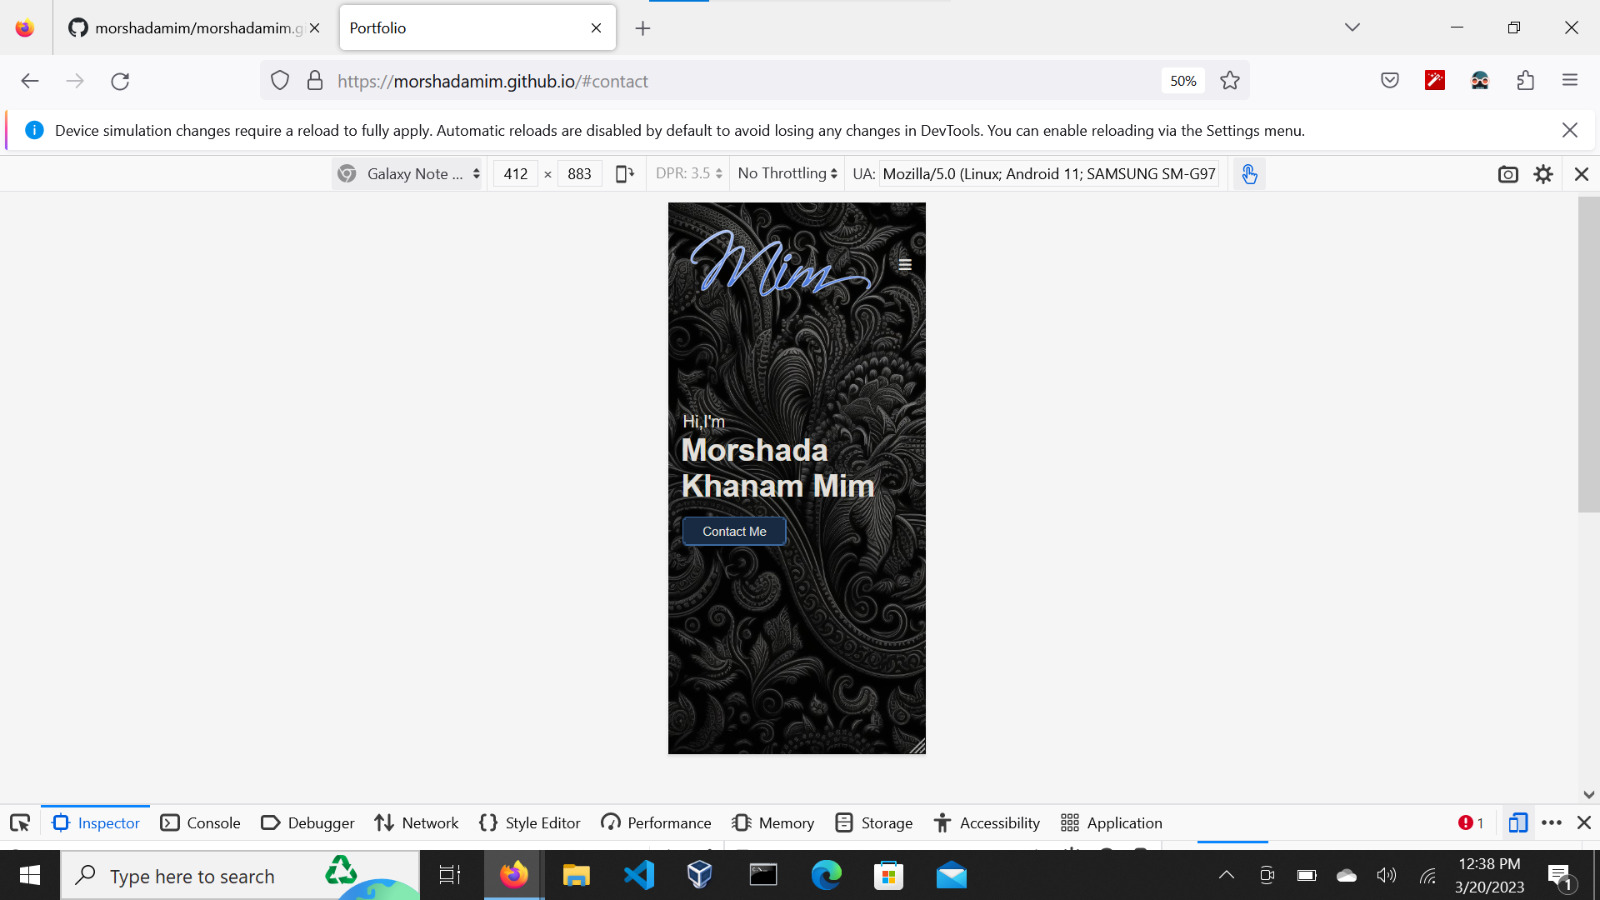 morshadamim/morshadamim.gi
Portfolio
https://morshadamim.github.io/#contact
50%
Device simulation changes require a reload to fully apply. Automatic reloads are disabled by default to avoid losing any changes in DevTools. You can enable reloading via the Settings menu.
Galaxy Note ... 412 × 883 DPR: 3.5 No Throttling UA: Mozilla/5.0 (Linux; Android 11; SAMSUNG SM-G97
Mim
Hi,I'm
Morshada
Khanam Mim
Contact Me
Inspector Console Debugger Network Style Editor Performance Memory Storage Accessibility Application 1
Type here to search
12:38 PM
3/20/2023
1